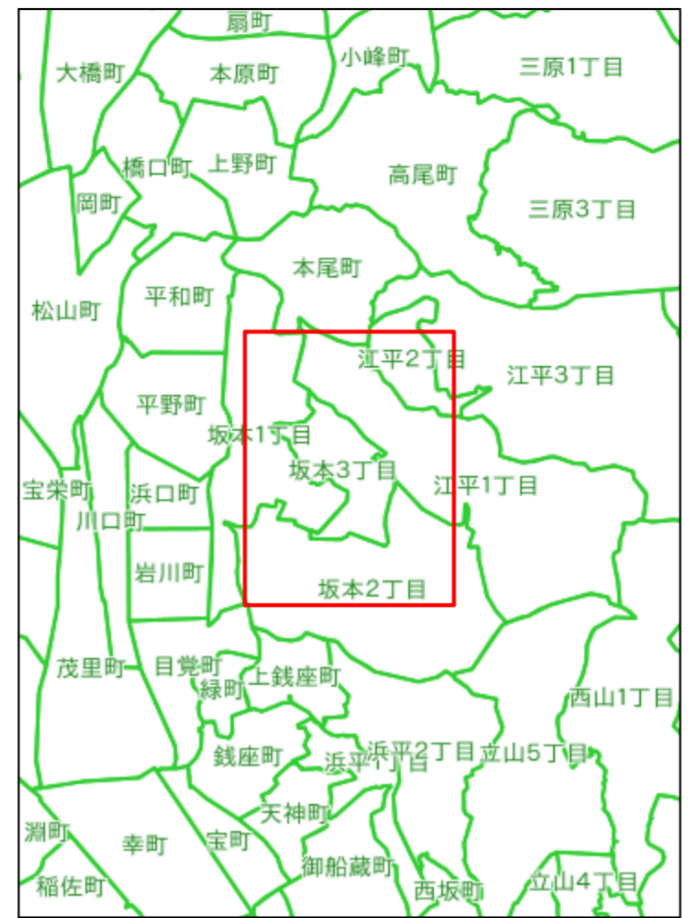 扇町
大橋町
本原町
小峰町
三原1丁目
橋口町
上野町
高尾町
岡町
三原3丁目
本尾町
松山町
平和町
江平2丁目
江平3丁目
平野町
坂本1丁目
坂本3丁目
江平1丁目
宝栄町
浜口町
川口町
岩川町
坂本2丁目
茂里町
目覚町
緑町
上銭座町
西山1丁目
銭座町
浜平1丁目
浜平2丁目
立山5丁目
天神町
淵町
幸町
宝町
御船蔵町
稲佐町
西坂町
立山4丁目